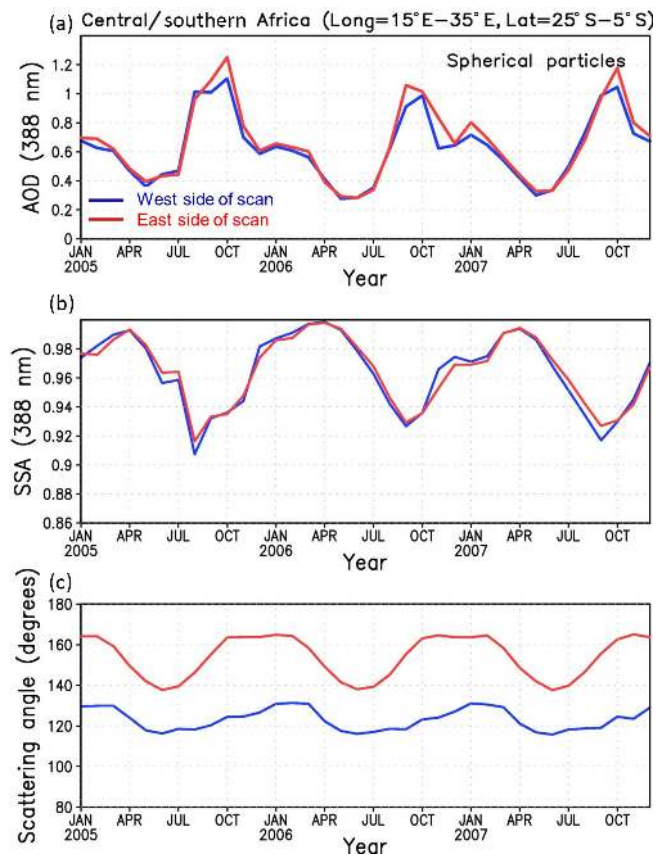 (a) Central/southern Africa (Long=15°E−35°E, Lat=25°S−5°S)
Spherical particles
AOD (388 nm)
1.2
1
0.8
0.6
0.4
0.2
0
West side of scan
East side of scan
JAN APR JUL OCT JAN APR JUL OCT JAN APR JUL OCT
2005 2006 2007
Year
(b)
SSA (388 nm)
0.98
0.96
0.94
0.92
0.9
0.88
0.86
JAN APR JUL OCT JAN APR JUL OCT JAN APR JUL OCT
2005 2006 2007
Year
(c)
Scattering angle (degrees)
180
160
140
120
100
80
JAN APR JUL OCT JAN APR JUL OCT JAN APR JUL OCT
2005 2006 2007
Year